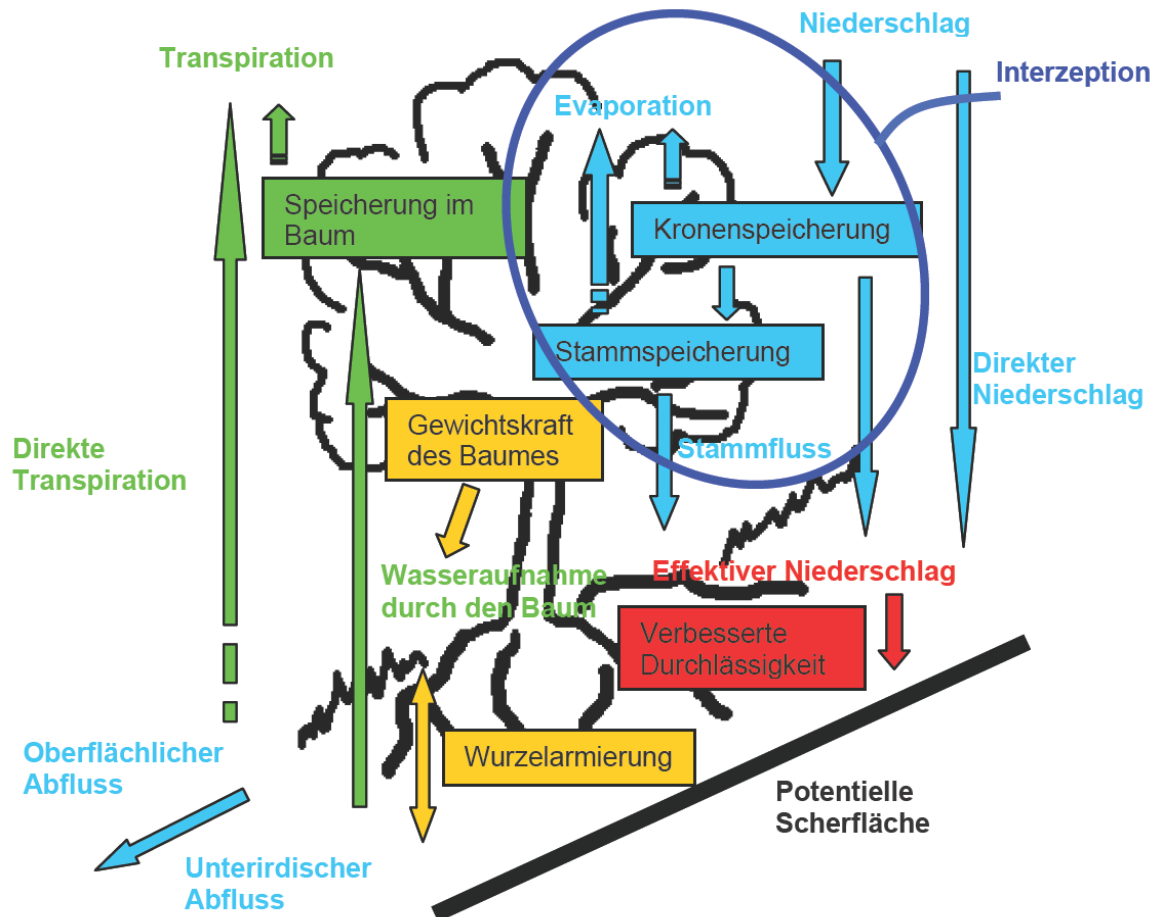 Niederschlag
Transpiration
Interzeption
Evaporation
Speicherung im
Baum
Kronenspeicherung
Stammspeicherung
Direkter
Niederschlag
Gewichtskraft
des Baumes
Direkte
Transpiration
Stammfluss
Wasseraufnahme
durch den Baum
Effektiver Niederschlag
Verbesserte
Durchlässigkeit
Oberflächlicher
Abfluss
Wurzelarmierung
Potentielle
Scherfläche
Unterirdischer
Abfluss